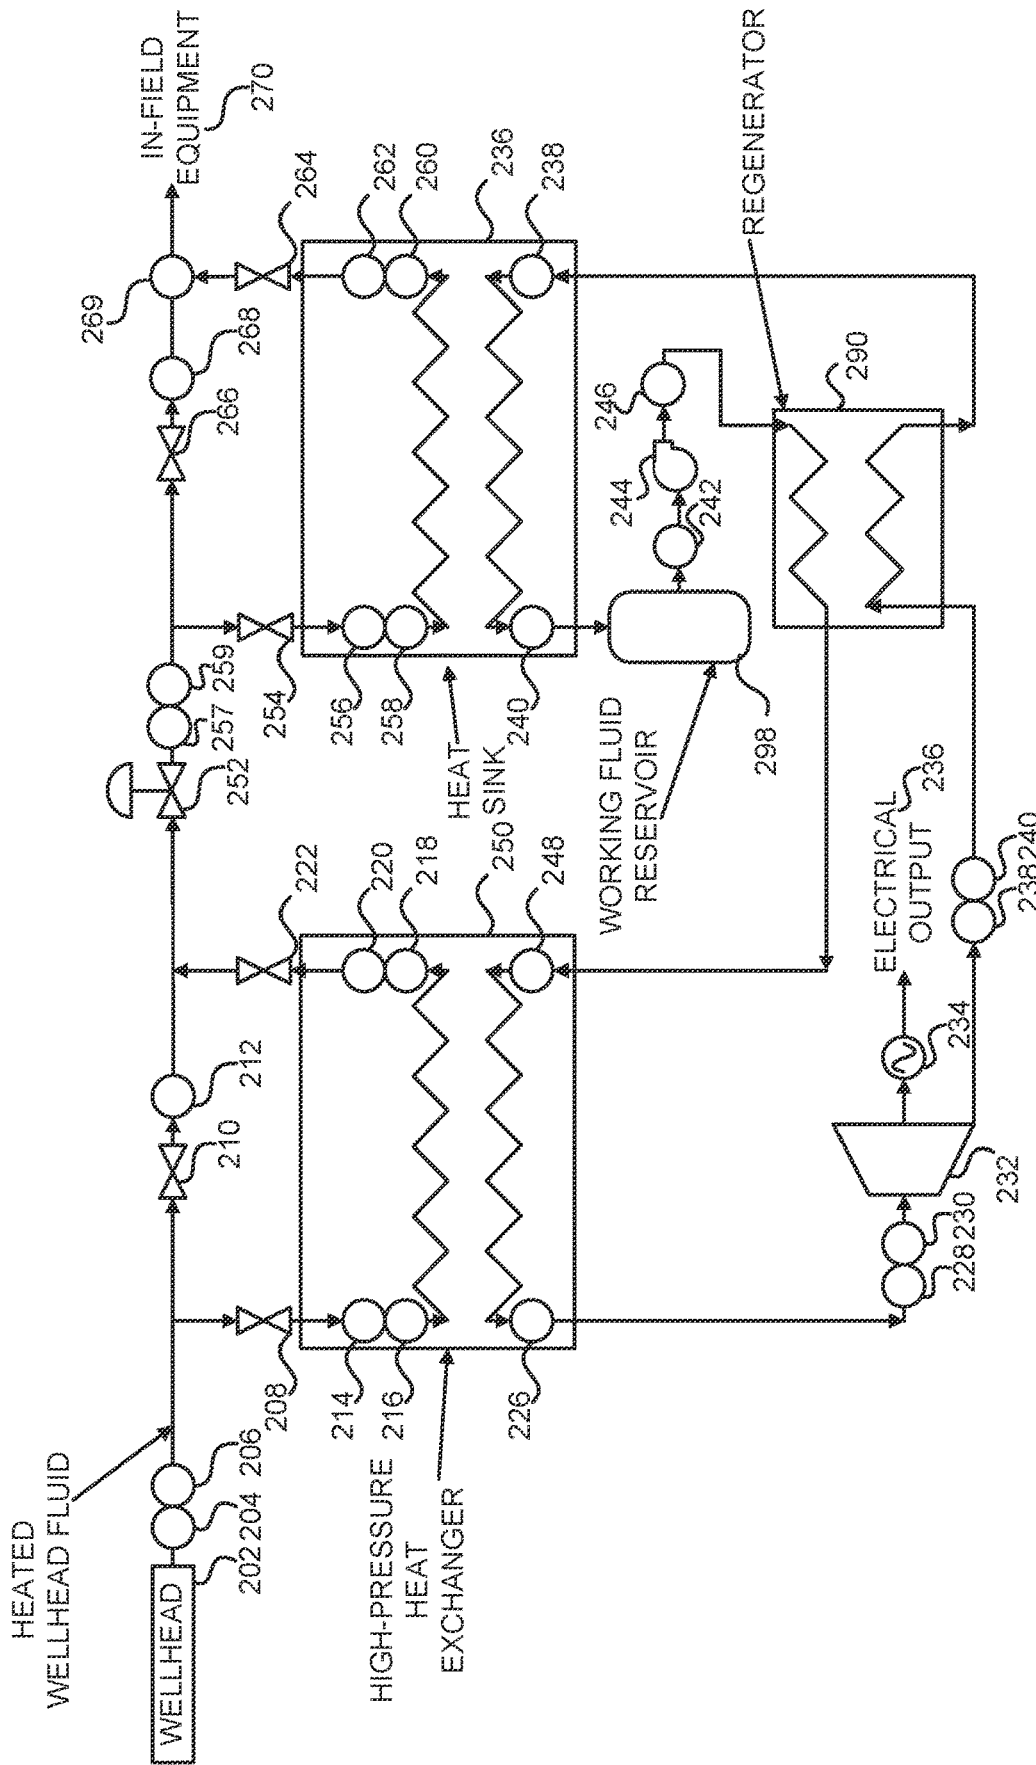 HEATED
WELLHEAD FLUID
WELLHEAD
202
204
206
208
210
212
HIGH-PRESSURE
HEAT
EXCHANGER
214
216
226
222
220
218
250
248
252
257
259
254
256
258
240
HEAT
SINK
266
268
269
IN-FIELD
EQUIPMENT
270
264
262
260
236
238
WORKING FLUID
RESERVOIR
298
242
244
246
REGENERATOR
290
228
230
232
234
ELECTRICAL
OUTPUT
236
238
240